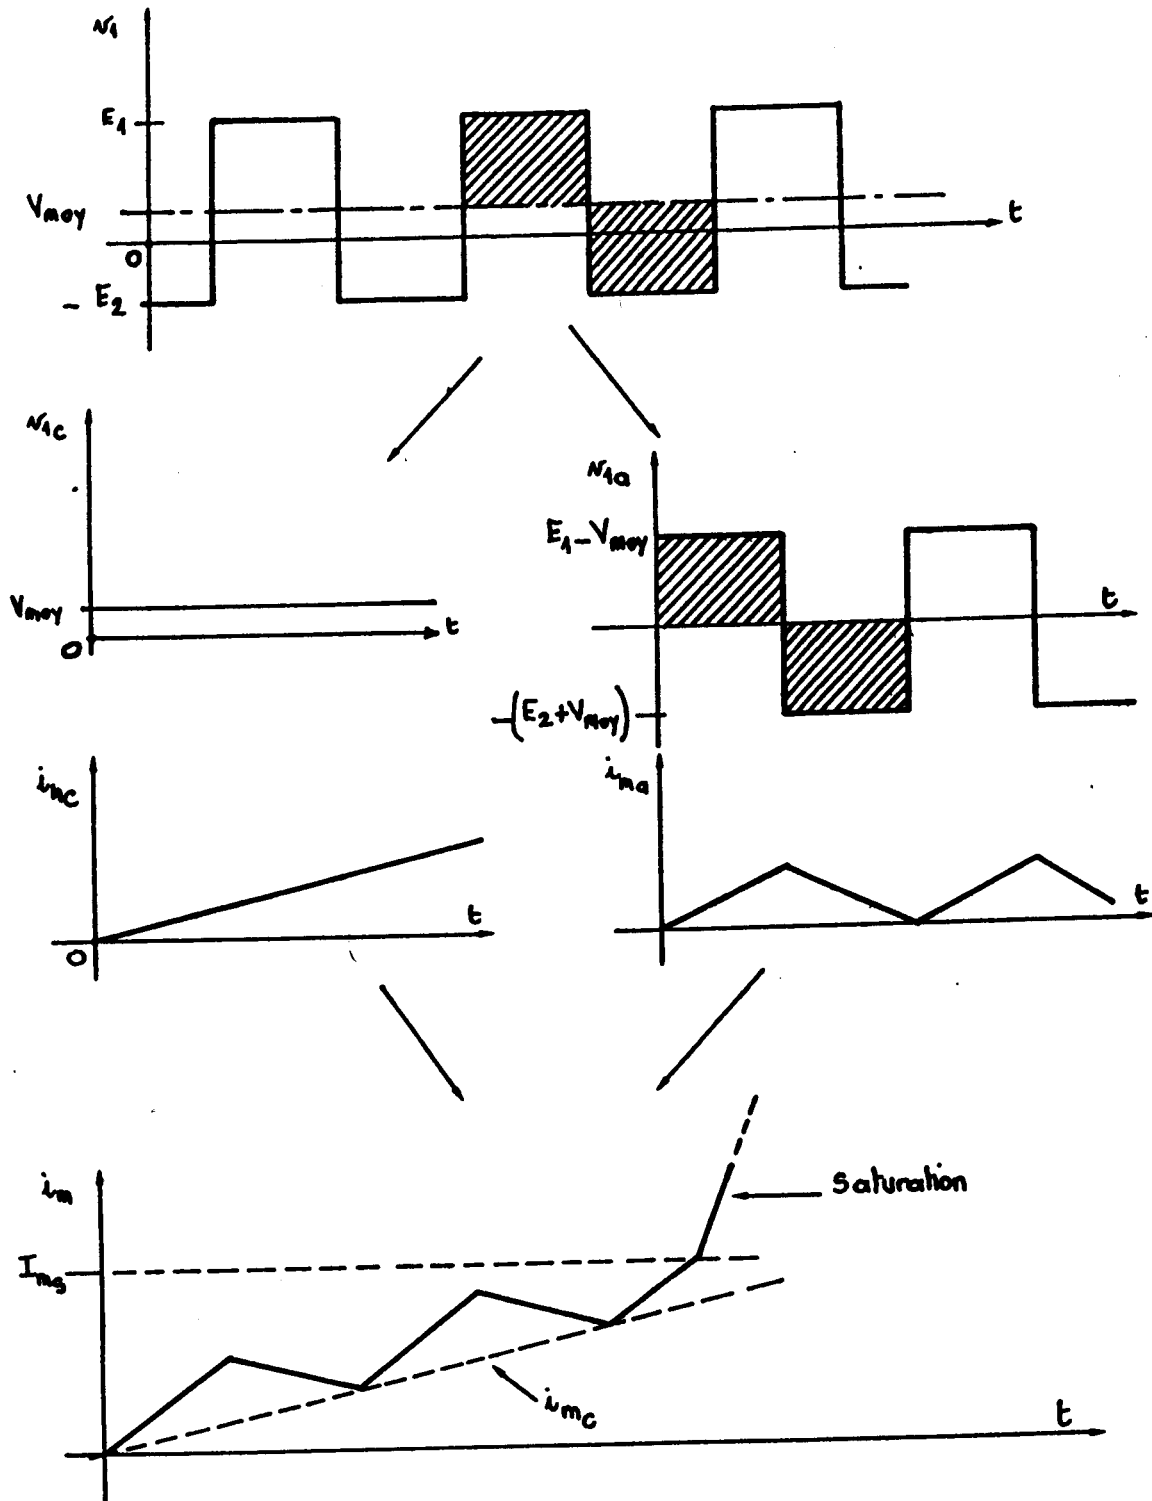 v1
E1
Vmoy
t
0
- E2
v1c
v1a
E1-Vmoy
Vmoy
t
t
0
-(E2+Vmoy)
imc
ima
t
t
0
im
Saturation
Ims
imc
t